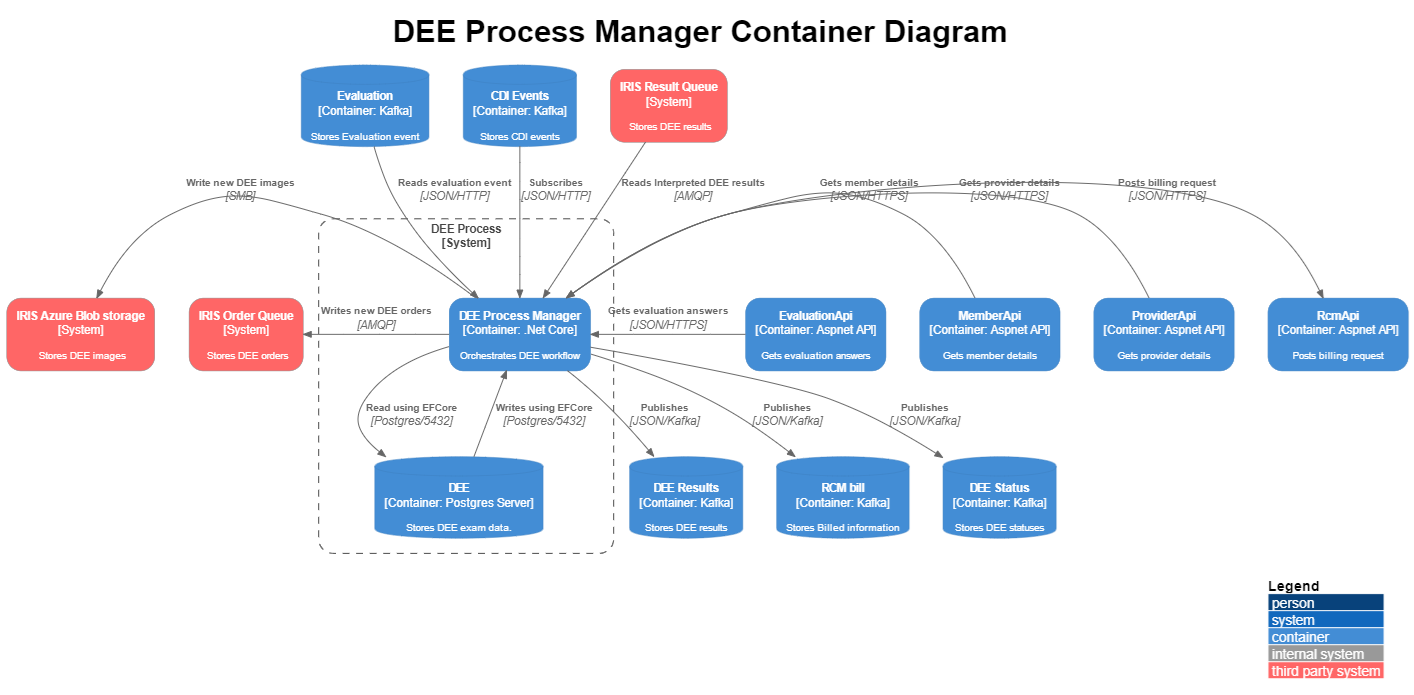 DEE Process Manager Container Diagram
Evaluation
[Container: Kafka]
Stores Evaluation event
CDI Events
[Container: Kafka]
Stores CDI events
IRIS Result Queue
[System]
Stores DEE results
Write new DEE images
[SMB]
Reads evaluation event
[JSON/HTTP]
Subscribes
[JSON/HTTP]
Reads Interpreted DEE results
[AMQP]
Gets member details
[JSON/HTTPS]
Gets provider details
[JSON/HTTPS]
Posts billing request
[JSON/HTTPS]
DEE Process
[System]
IRIS Azure Blob storage
[System]
Stores DEE images
IRIS Order Queue
[System]
Stores DEE orders
Writes new DEE orders
[AMQP]
DEE Process Manager
[Container: .Net Core]
Orchestrates DEE workflow
Gets evaluation answers
[JSON/HTTPS]
EvaluationApi
[Container: Aspnet API]
Gets evaluation answers
MemberApi
[Container: Aspnet API]
Gets member details
ProviderApi
[Container: Aspnet API]
Gets provider details
RcmApi
[Container: Aspnet API]
Posts billing request
Read using EFCore
[Postgres/5432]
Writes using EFCore
[Postgres/5432]
Publishes
[JSON/Kafka]
Publishes
[JSON/Kafka]
Publishes
[JSON/Kafka]
DEE
[Container: Postgres Server]
Stores DEE exam data.
DEE Results
[Container: Kafka]
Stores DEE results
RCM bill
[Container: Kafka]
Stores Billed information
DEE Status
[Container: Kafka]
Stores DEE statuses
Legend
person
system
container
internal system
third party system